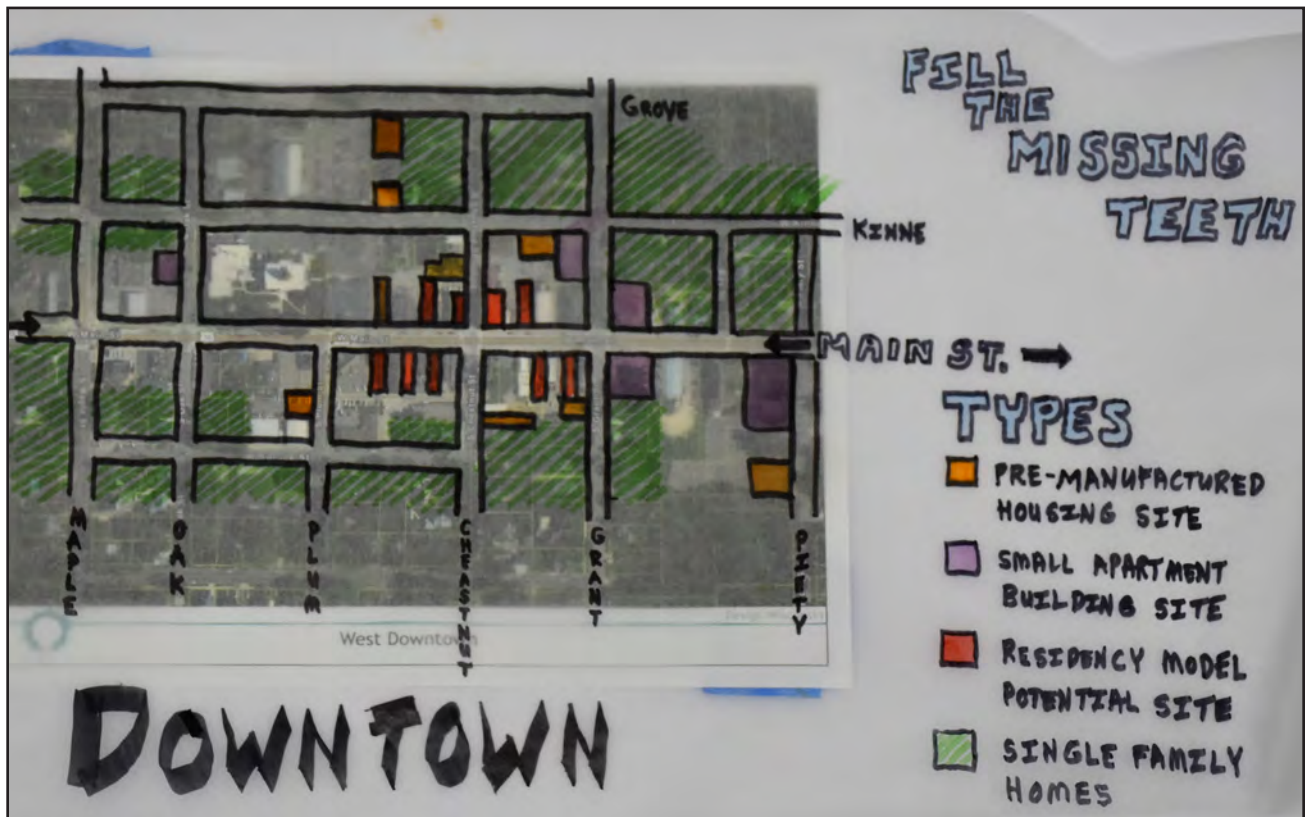 FILL
THE
MISSING
TEETH
GROVE
KINNE
MAIN ST.
TYPES
PRE-MANUFACTURED
HOUSING SITE
SMALL APARTMENT
BUILDING SITE
RESIDENCY MODEL
POTENTIAL SITE
SINGLE FAMILY
HOMES
MAPLE
OAK
PLUM
CHEASTNUT
GRANT
PIETY
West Downtown
DOWNTOWN